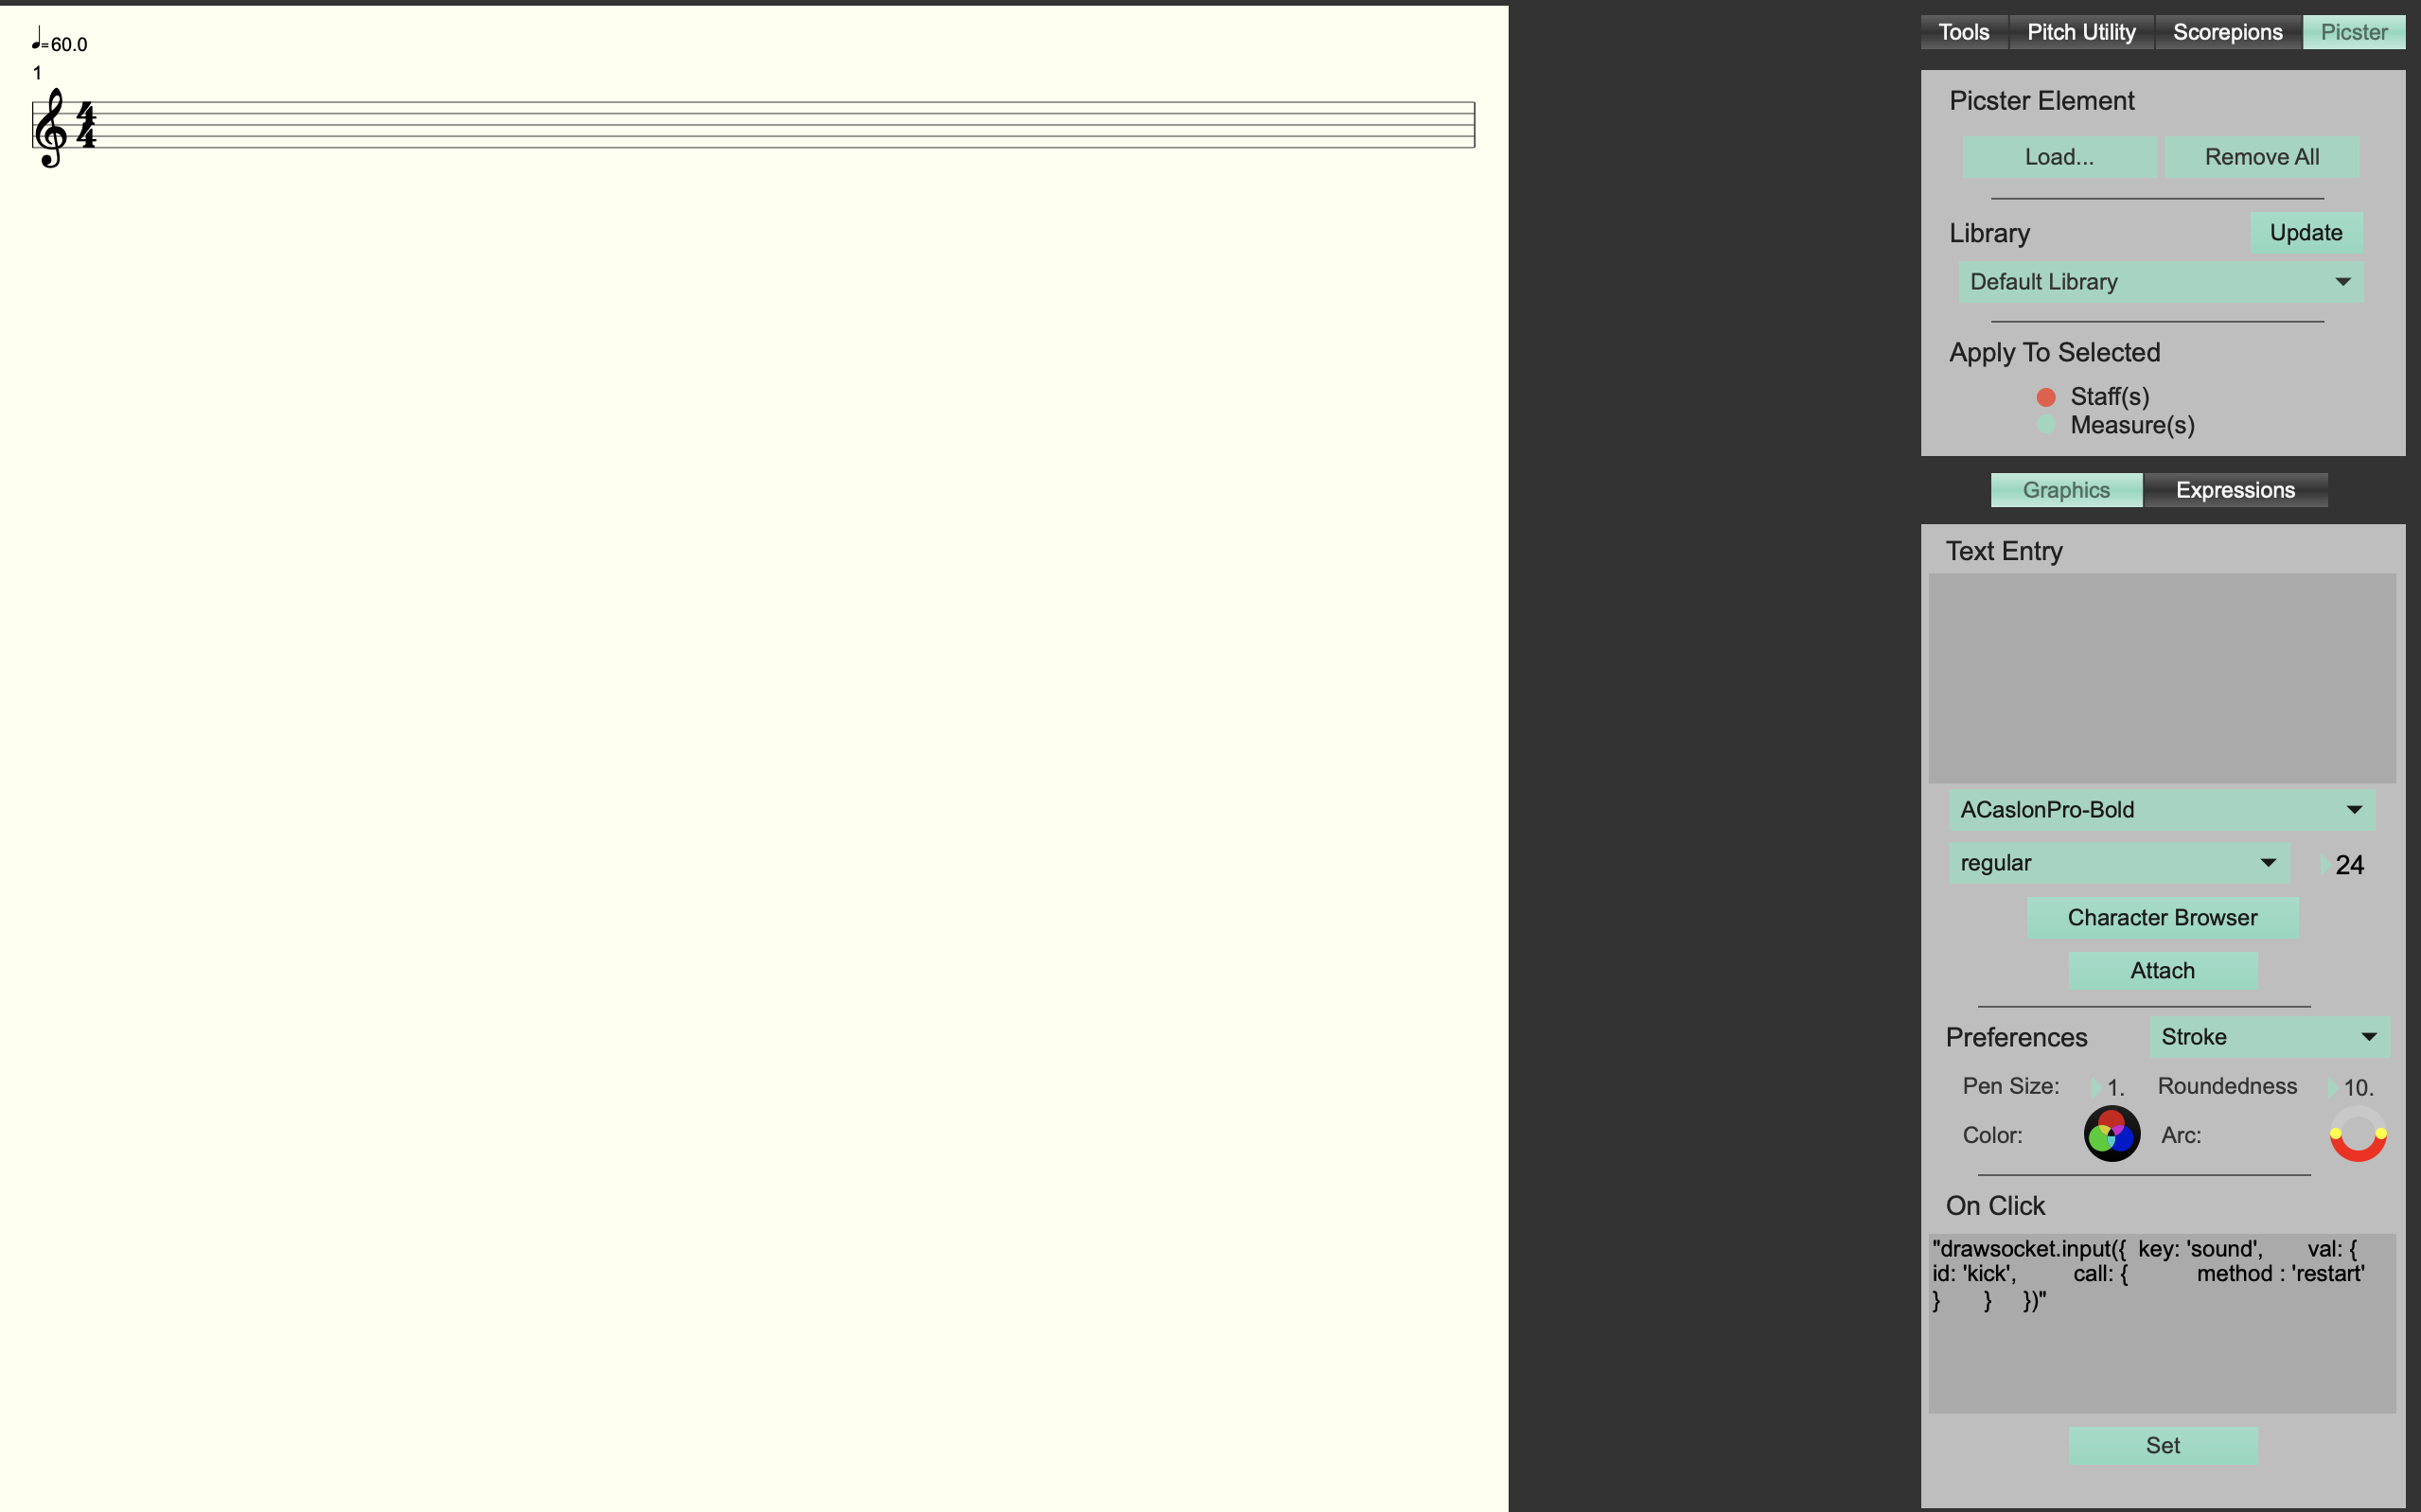 =60.0
1
Tools Pitch Utility Scorepions Picster
Picster Element
Load... Remove All
Library Update
Default Library
Apply To Selected
Staff(s)
Measure(s)
Graphics Expressions
Text Entry
ACaslonPro-Bold
regular 24
Character Browser
Attach
Preferences Stroke
Pen Size: 1. Roundedness 10.
Color: Arc:
On Click
"drawsocket.input({ key: 'sound', val: {
id: 'kick', call: { method : 'restart'
} } })"
Set
4
4